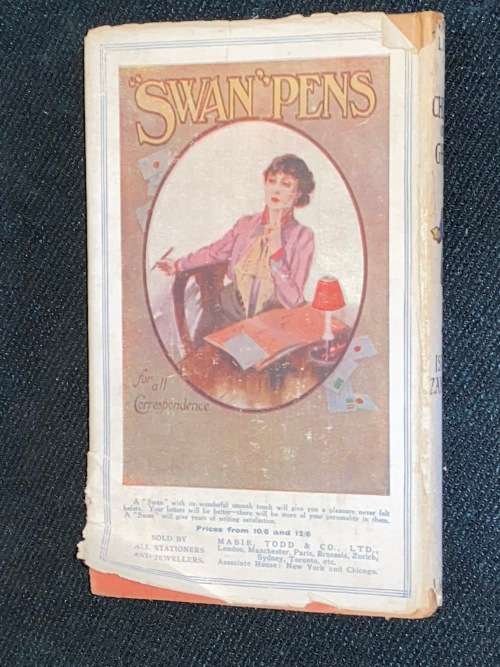 "SWAN" PENS
for all
Correspondence
A "Swan" with its wonderful smooth touch will give you a pleasure never felt
before. Your letters will be better—there will be more of your personality in them.
A "Swan" will give years of writing satisfaction.
Prices from 10/6 and 12/6
SOLD BY
ALL STATIONERS
AND JEWELLERS.
MABIE, TODD & CO., LTD.,
London, Manchester, Paris, Brussels, Zurich,
Sydney, Toronto, etc.
Associate House: New York and Chicago.